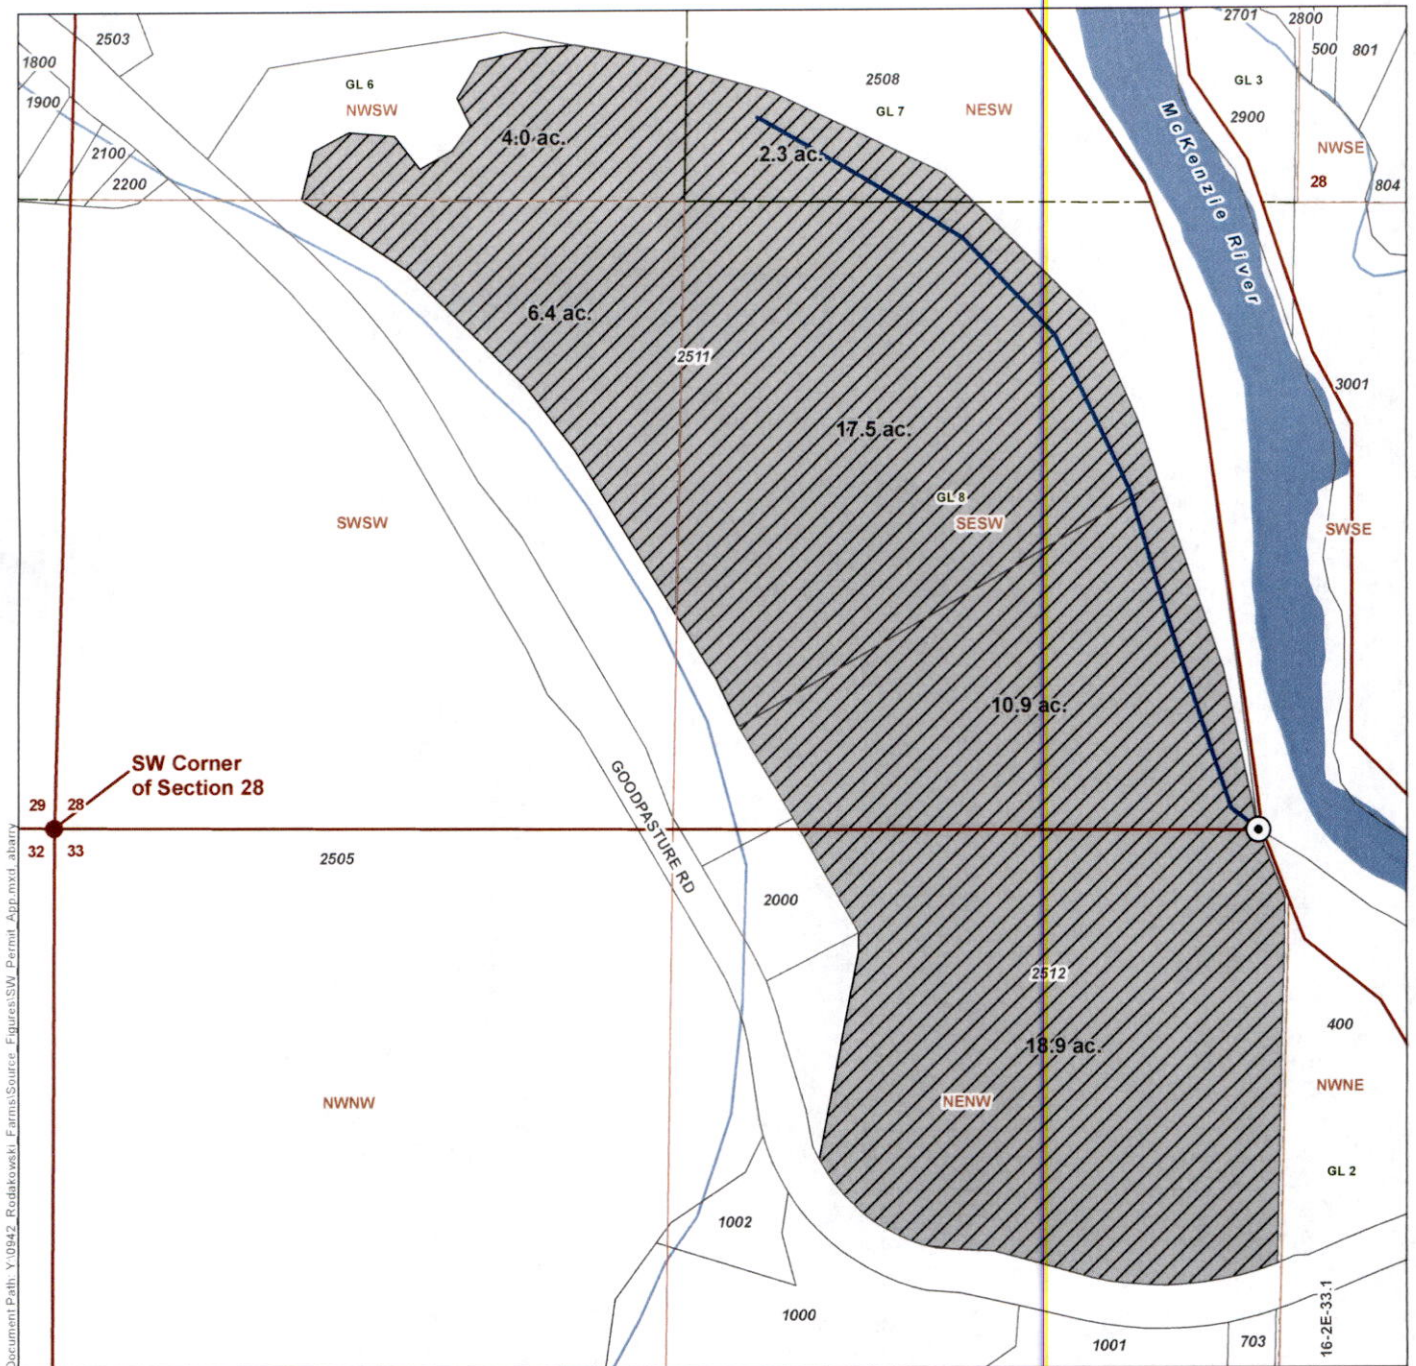 2503
2701
2800
500
801
1800
GL 6
2508
GL 3
1900
NWSW
GL 7
NESW
McKenzie River
2900
4.0 ac.
2.3 ac.
NWSE
2100
2200
28
804
6.4 ac.
2511
3001
17.5 ac.
GL 8
SWSW
SESW
SWSE
10.9 ac.
SW Corner
of Section 28
29 28
32 33
GOODPASTURE RD
2505
2000
2512
400
18.9 ac.
NWNW
NENW
NWNE
GL 2
1002
16-2E-33.1
1000
1001
703
Document Path: Y:\0942_Rodakowski_Farms\Source_Figures\SW_Permit_App.mxd, abarry